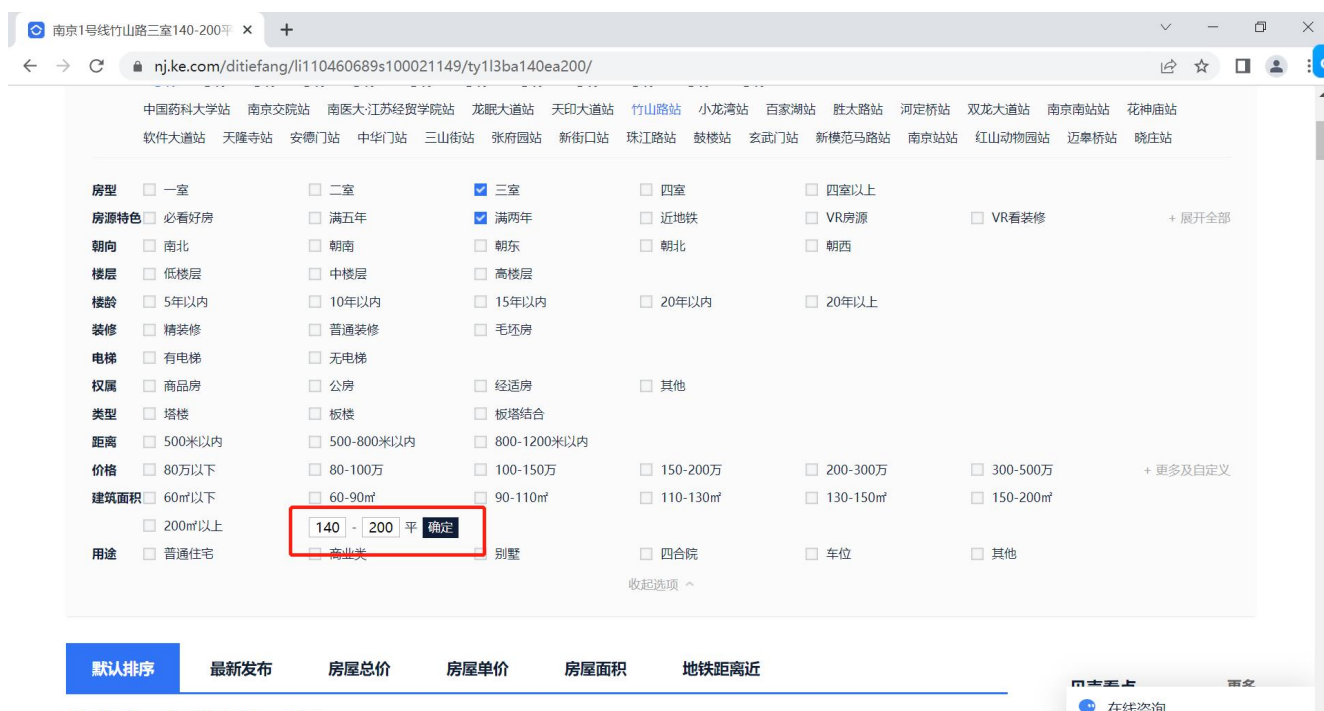 南京1号线竹山路三室140-200平
nj.ke.com/ditiefang/li110460689s100021149/ty1l3ba140ea200/
中国药科大学站 南京交院站 南医大·江苏经贸学院站 龙眠大道站 天印大道站 竹山路站 小龙湾站 百家湖站 胜太路站 河定桥站 双龙大道站 南京南站站 花神庙站
软件大道站 天隆寺站 安德门站 中华门站 三山街站 张府园站 新街口站 珠江路站 鼓楼站 玄武门站 新模范马路站 南京站站 红山动物园站 迈皋桥站 晓庄站
房型 一室 二室 三室 四室 四室以上
房源特色 必看好房 满五年 满两年 近地铁 VR房源 VR看装修 + 展开全部
朝向 南北 朝南 朝东 朝北 朝西
楼层 低楼层 中楼层 高楼层
楼龄 5年以内 10年以内 15年以内 20年以内 20年以上
装修 精装修 普通装修 毛坯房
电梯 有电梯 无电梯
权属 商品房 公房 经适房 其他
类型 塔楼 板楼 板塔结合
距离 500米以内 500-800米以内 800-1200米以内
价格 80万以下 80-100万 100-150万 150-200万 200-300万 300-500万 + 更多及自定义
建筑面积 60㎡以下 60-90㎡ 90-110㎡ 110-130㎡ 130-150㎡ 150-200㎡
200㎡以上 140 - 200 平 确定
用途 普通住宅 商业类 别墅 四合院 车位 其他
收起选项
默认排序 最新发布 房屋总价 房屋单价 房屋面积 地铁距离近
更多
在线咨询